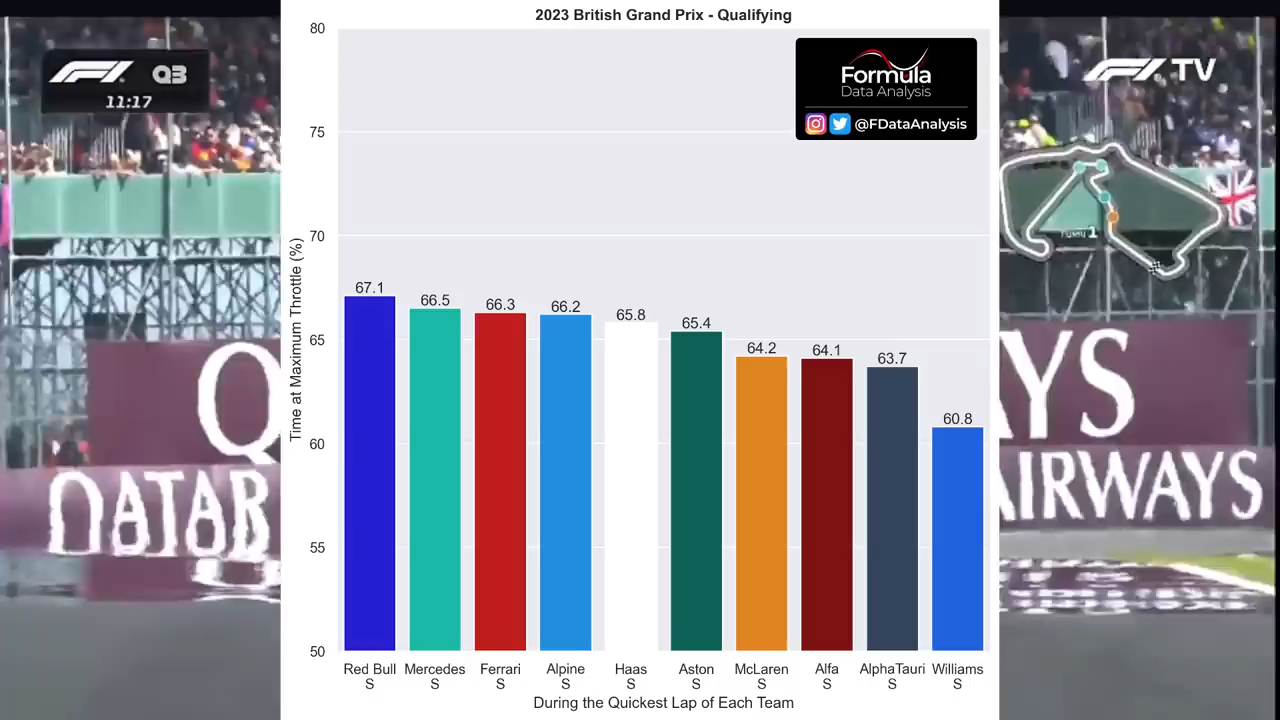 2023 British Grand Prix - Qualifying
F1 Q3
11:17
F1 TV
Formula
Data Analysis
@FDataAnalysis
80
75
70
65
60
55
50
Time at Maximum Throttle (%)
67.1
66.5
66.3
66.2
65.8
65.4
64.2
64.1
63.7
60.8
Red Bull Mercedes Ferrari Alpine Haas Aston McLaren Alfa AlphaTauri Williams
S S S S S S S S S S
During the Quickest Lap of Each Team
Q
QATAR
YS
AIRWAYS